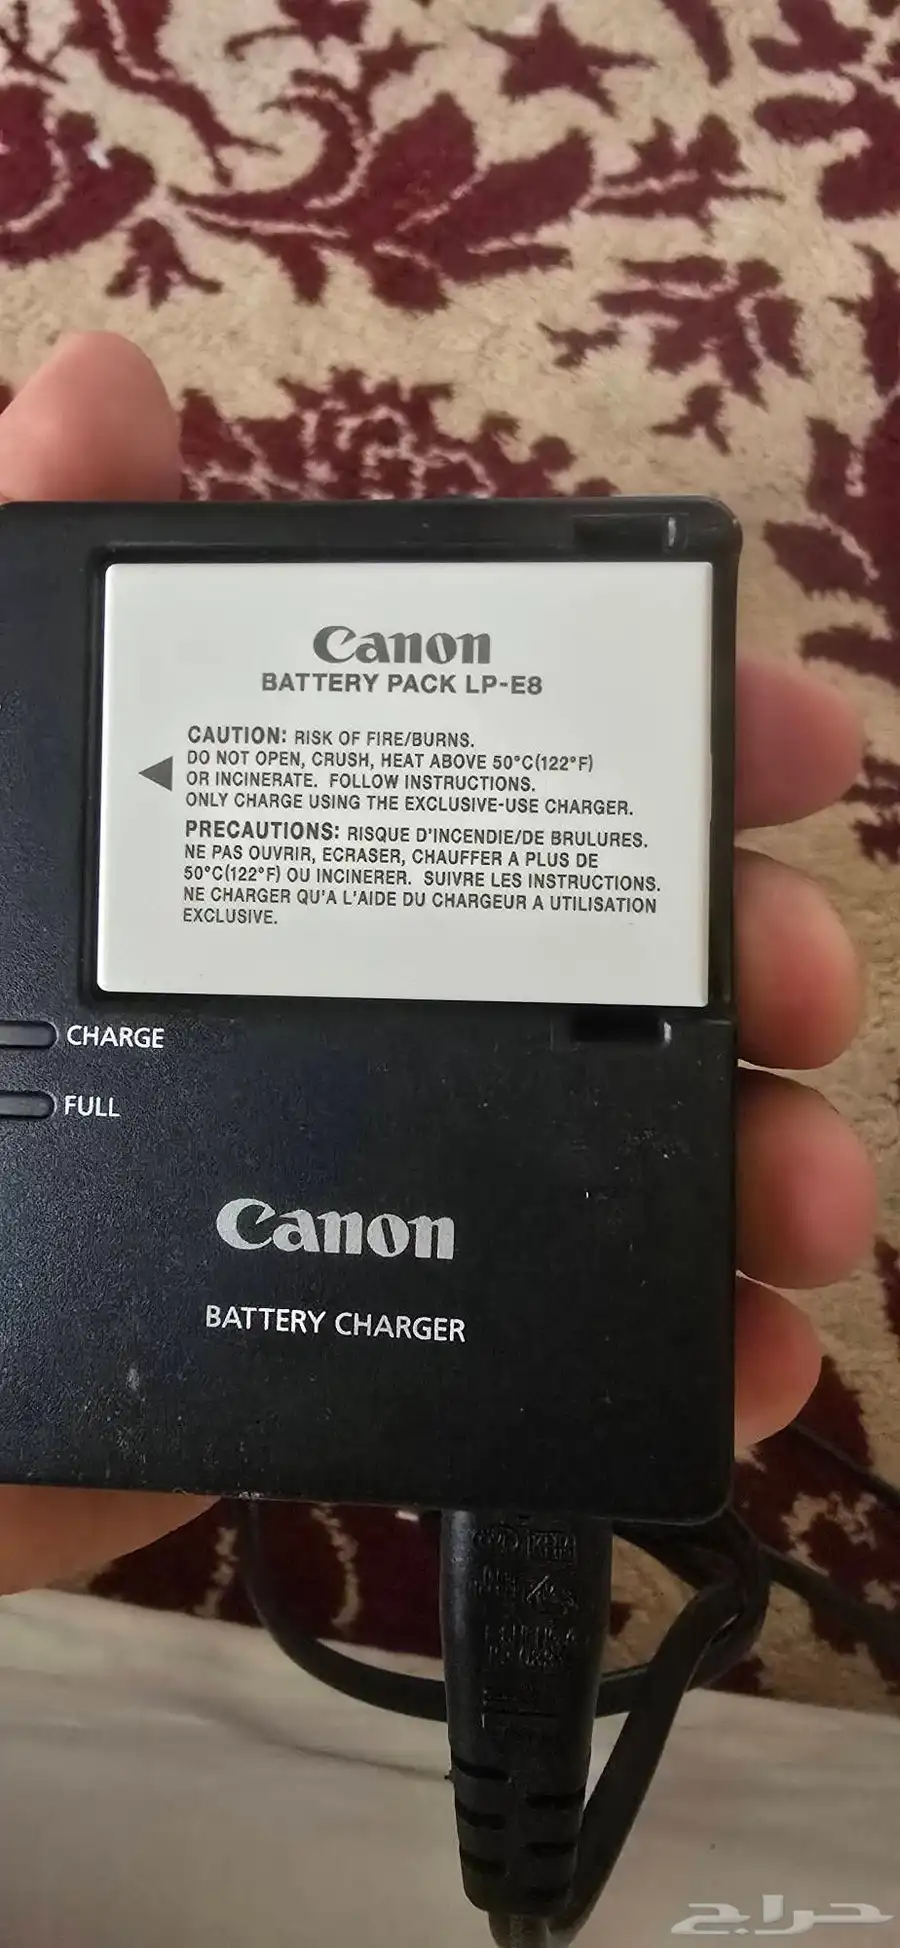 Canon
BATTERY PACK LP-E8
CAUTION: RISK OF FIRE/BURNS.
DO NOT OPEN, CRUSH, HEAT ABOVE 50°C(122°F)
OR INCINERATE. FOLLOW INSTRUCTIONS.
ONLY CHARGE USING THE EXCLUSIVE-USE CHARGER.
PRECAUTIONS: RISQUE D'INCENDIE/DE BRULURES.
NE PAS OUVRIR, ECRASER, CHAUFFER A PLUS DE
50°C(122°F) OU INCINERER. SUIVRE LES INSTRUCTIONS.
NE CHARGER QU'A L'AIDE DU CHARGEUR A UTILISATION
EXCLUSIVE.
CHARGE
FULL
Canon
BATTERY CHARGER
حراج